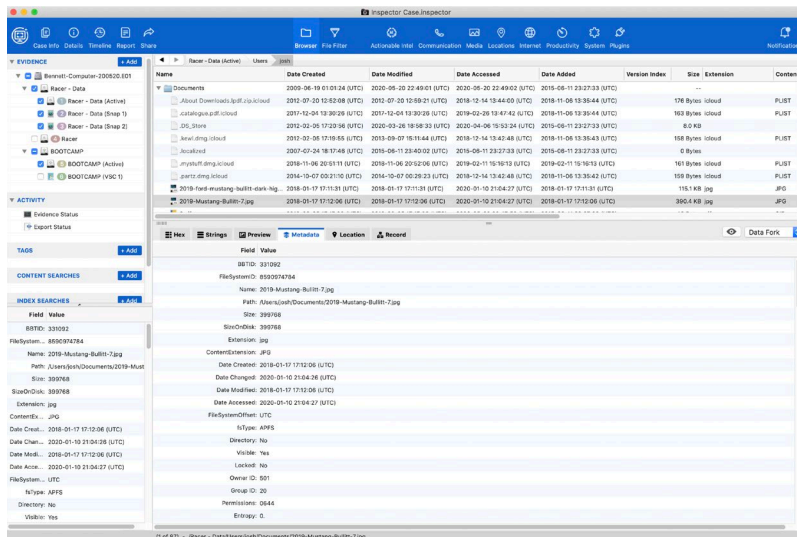 Inspector Case.inspector
Case Info Details Timeline Report Share Browser File Filter Actionable Intel Communication Media Locations Internet Productivity System Plugins Notification
EVIDENCE + Add
Bennett-Computer-200520.E01
Racer - Data
Racer - Data (Active)
Racer - Data (Snap 1)
Racer - Data (Snap 2)
Racer
BOOTCAMP
BOOTCAMP (Active)
BOOTCAMP (VSC 1)
ACTIVITY
Evidence Status
Export Status
TAGS + Add
CONTENT SEARCHES + Add
INDEX SEARCHES + Add
Field Value
BBTID: 331092
FileSystem... 8590974784
Name: 2019-Mustang-Bullitt-7.jpg
Path: /Users/josh/Documents/2019-Must
Size: 399768
SizeOnDisk: 399768
Extension: jpg
ContentEx... JPG
Date Creat... 2018-01-17 17:12:06 (UTC)
Date Chan... 2020-01-10 21:04:26 (UTC)
Date Modi... 2018-01-17 17:12:06 (UTC)
Date Acce... 2020-01-10 21:04:27 (UTC)
FileSystem... UTC
fsType: APFS
Directory: No
Visible: Yes
Racer - Data (Active) Users josh
Name Date Created Date Modified Date Accessed Date Added Version Index Size Extension Conten
Documents 2009-06-19 01:01:24 (UTC) 2020-05-20 22:49:01 (UTC) 2020-05-20 22:49:02 (UTC) 2015-06-11 23:27:33 (UTC) --
.About Downloads.lpdf.zip.icloud 2012-07-20 12:52:08 (UTC) 2012-07-20 12:59:21 (UTC) 2018-12-14 13:44:00 (UTC) 2018-11-06 13:35:44 (UTC) 176 Bytes icloud PLIST
.catalogue.pdf.icloud 2017-12-04 13:30:26 (UTC) 2017-12-04 13:30:26 (UTC) 2019-02-26 13:47:42 (UTC) 2018-11-06 13:35:44 (UTC) 163 Bytes icloud PLIST
.DS_Store 2012-02-05 17:20:56 (UTC) 2020-03-26 18:58:33 (UTC) 2020-04-06 15:53:24 (UTC) 2015-06-11 23:27:33 (UTC) 8.0 KB
.kewl.dmg.icloud 2012-07-05 17:19:55 (UTC) 2013-09-07 15:11:44 (UTC) 2018-12-14 13:42:48 (UTC) 2018-11-06 13:35:43 (UTC) 158 Bytes icloud PLIST
.localized 2007-07-24 18:17:48 (UTC) 2015-06-11 23:40:02 (UTC) 2015-06-11 23:27:33 (UTC) 2015-06-11 23:27:33 (UTC) 0 Bytes
.mystuff.dmg.icloud 2018-11-06 20:51:11 (UTC) 2018-11-06 20:52:06 (UTC) 2019-02-11 15:16:13 (UTC) 2019-02-11 15:16:13 (UTC) 161 Bytes icloud PLIST
.partz.dmg.icloud 2014-10-07 00:21:10 (UTC) 2014-10-07 00:29:23 (UTC) 2018-12-14 13:42:48 (UTC) 2018-11-06 13:35:42 (UTC) 159 Bytes icloud PLIST
2019-ford-mustang-bullitt-dark-hig... 2018-01-17 17:11:31 (UTC) 2018-01-17 17:11:31 (UTC) 2020-01-10 21:04:27 (UTC) 2018-01-17 17:11:31 (UTC) 115.1 KB jpg JPG
2019-Mustang-Bullitt-7.jpg 2018-01-17 17:12:06 (UTC) 2018-01-17 17:12:06 (UTC) 2020-01-10 21:04:27 (UTC) 2018-01-17 17:12:06 (UTC) 390.4 KB jpg JPG
Hex Strings Preview Metadata Location Record Data Fork
Field Value
BBTID: 331092
FileSystemID: 8590974784
Name: 2019-Mustang-Bullitt-7.jpg
Path: /Users/josh/Documents/2019-Mustang-Bullitt-7.jpg
Size: 399768
SizeOnDisk: 399768
Extension: jpg
ContentExtension: JPG
Date Created: 2018-01-17 17:12:06 (UTC)
Date Changed: 2020-01-10 21:04:26 (UTC)
Date Modified: 2018-01-17 17:12:06 (UTC)
Date Accessed: 2020-01-10 21:04:27 (UTC)
FileSystemOffset: UTC
fsType: APFS
Directory: No
Visible: Yes
Locked: No
Owner ID: 501
Group ID: 20
Permissions: 0644
Entropy: 0.